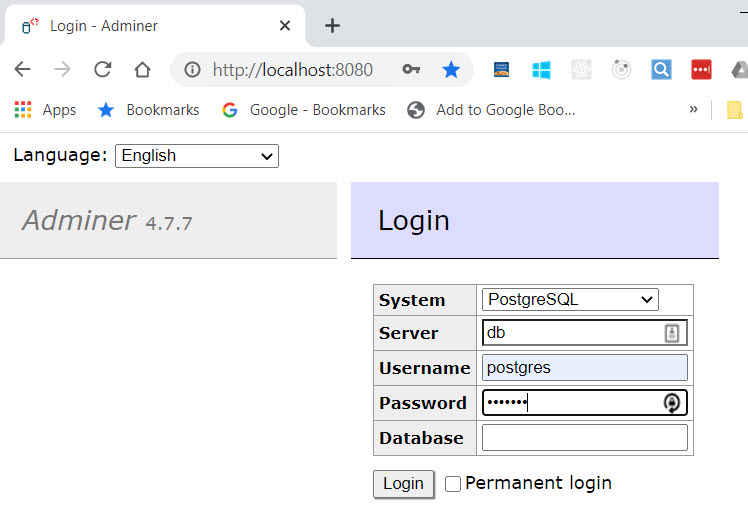 Login - Adminer
http://localhost:8080
Apps Bookmarks Google - Bookmarks Add to Google Boo... »
Language: English
Adminer 4.7.7
Login
System PostgreSQL
Server db
Username postgres
Password •••••••
Database
Login Permanent login